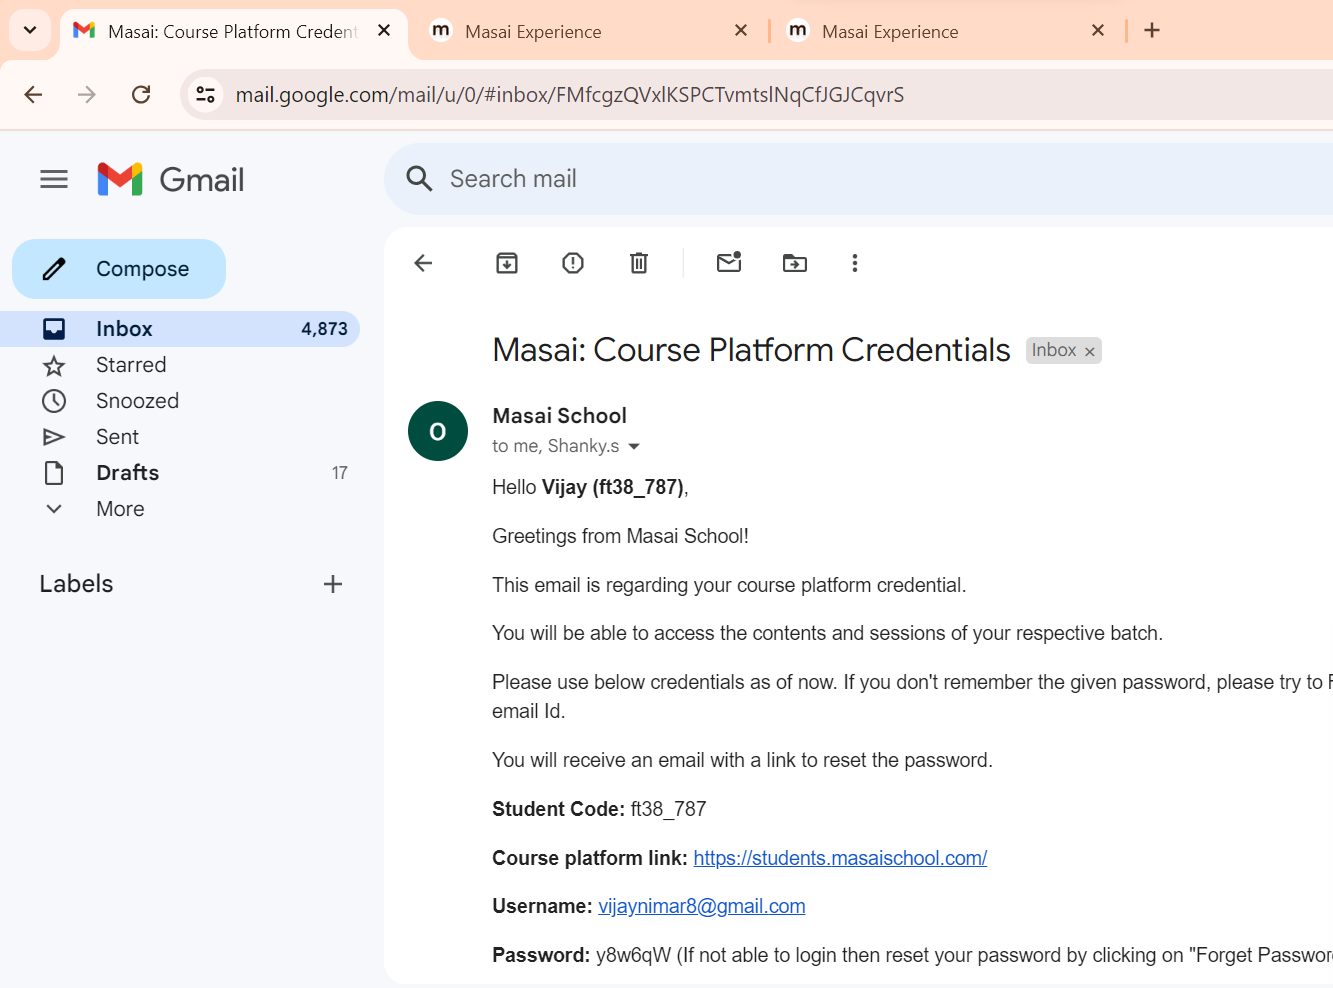 Masai: Course Platform Credent
m Masai Experience
m Masai Experience
mail.google.com/mail/u/0/#inbox/FMfcgzQVxlKSPCTvmtslNqCfJGJCqvrS
Gmail
Search mail
Compose
Inbox 4,873
Starred
Snoozed
Sent
Drafts 17
More
Labels
Masai: Course Platform Credentials Inbox
O
Masai School
to me, Shanky.s
Hello Vijay (ft38_787),
Greetings from Masai School!
This email is regarding your course platform credential.
You will be able to access the contents and sessions of your respective batch.
Please use below credentials as of now. If you don't remember the given password, please try to F
email Id.
You will receive an email with a link to reset the password.
Student Code: ft38_787
Course platform link: https://students.masaischool.com/
Username: vijaynimar8@gmail.com
Password: y8w6qW (If not able to login then reset your password by clicking on "Forget Passwor